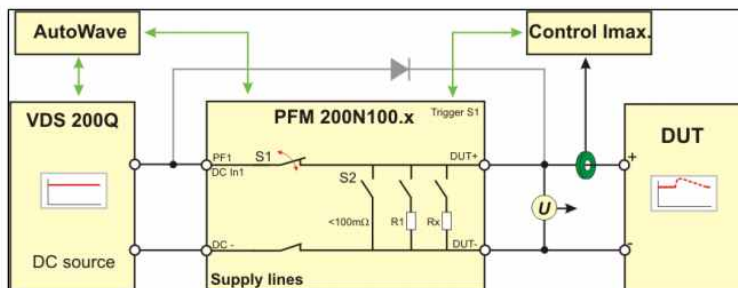 AutoWave
Control Imax.
VDS 200Q
PFM 200N100.x
Trigger S1
DUT
PF1
S1
DC In1
DUT+
+
S2
<100mΩ
R1
Rx
U
DC -
DUT-
-
DC source
Supply lines